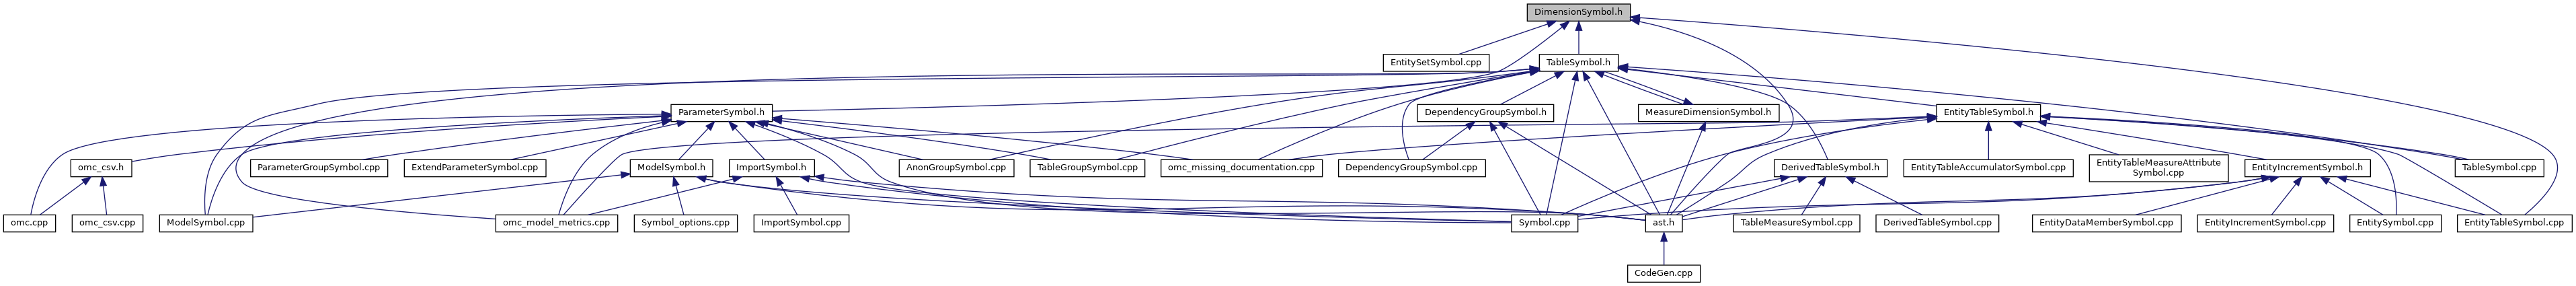 DimensionSymbol.h
EntitySetSymbol.cpp
TableSymbol.h
ParameterSymbol.h
DependencyGroupSymbol.h
MeasureDimensionSymbol.h
EntityTableSymbol.h
omc_csv.h
ParameterGroupSymbol.cpp
ExtendParameterSymbol.cpp
ModelSymbol.h
ImportSymbol.h
AnonGroupSymbol.cpp
TableGroupSymbol.cpp
omc_missing_documentation.cpp
DependencyGroupSymbol.cpp
DerivedTableSymbol.h
EntityTableAccumulatorSymbol.cpp
EntityTableMeasureAttribute
Symbol.cpp
EntityIncrementSymbol.h
TableSymbol.cpp
omc.cpp
omc_csv.cpp
ModelSymbol.cpp
omc_model_metrics.cpp
Symbol_options.cpp
ImportSymbol.cpp
Symbol.cpp
ast.h
TableMeasureSymbol.cpp
DerivedTableSymbol.cpp
EntityDataMemberSymbol.cpp
EntityIncrementSymbol.cpp
EntitySymbol.cpp
EntityTableSymbol.cpp
CodeGen.cpp